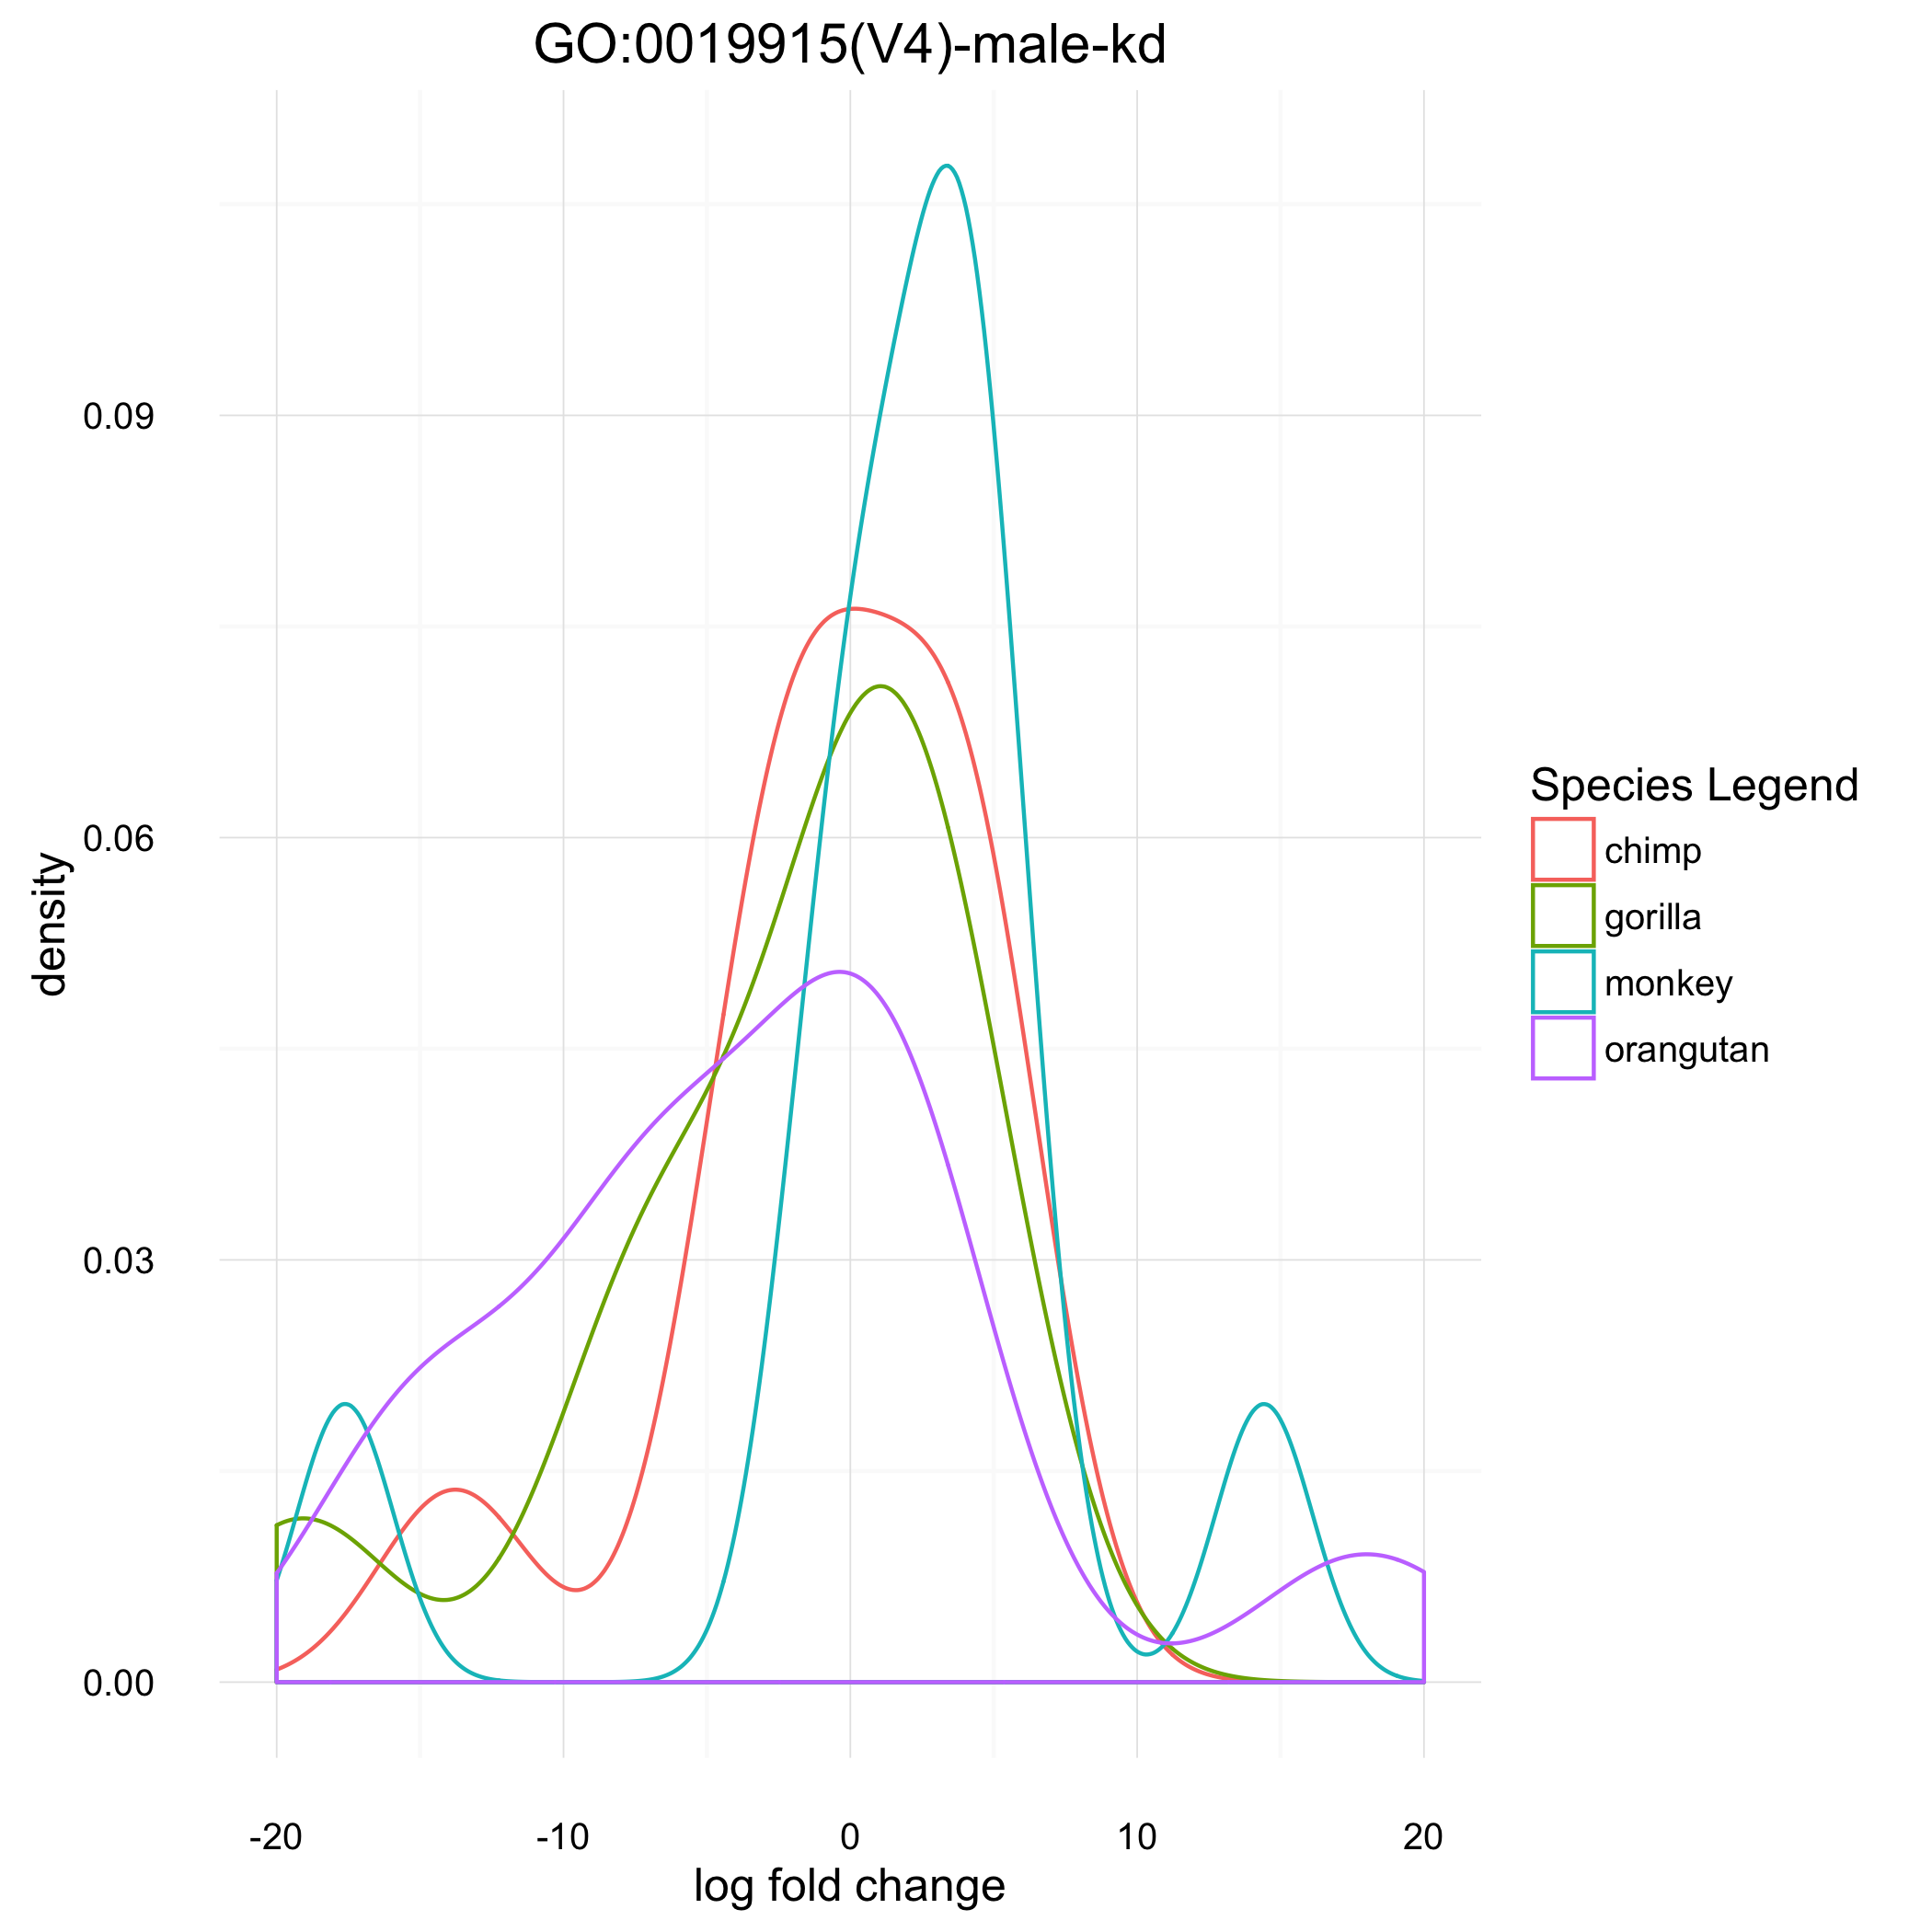 GO:0019915(V4)-male-kd
density
0.09
0.06
0.03
0.00
-20
-10
0
10
20
log fold change
Species Legend
chimp
gorilla
monkey
orangutan